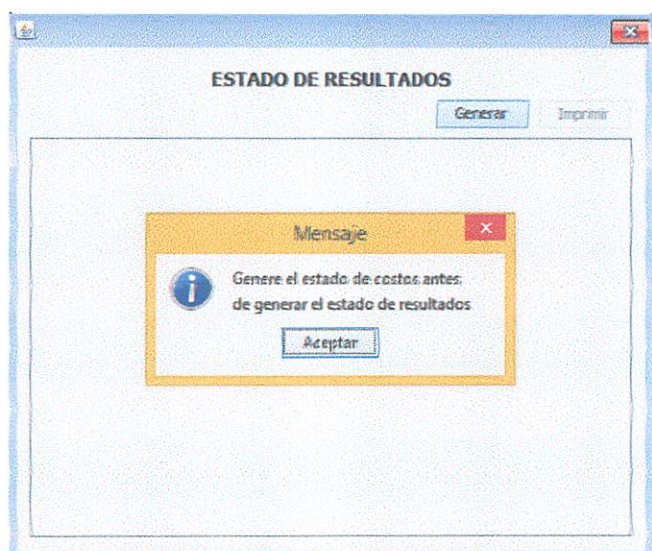 ESTADO DE RESULTADOS
Generar
Imprimir
Mensaje
Genere el estado de costos antes
de generar el estado de resultados
Aceptar